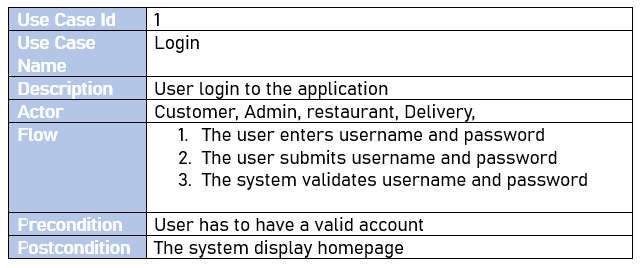 Use Case Id 1
Use Case Name Login
Description User login to the application
Actor Customer, Admin, restaurant, Delivery,
Flow 1. The user enters username and password
2. The user submits username and password
3. The system validates username and password
Precondition User has to have a valid account
Postcondition The system display homepage